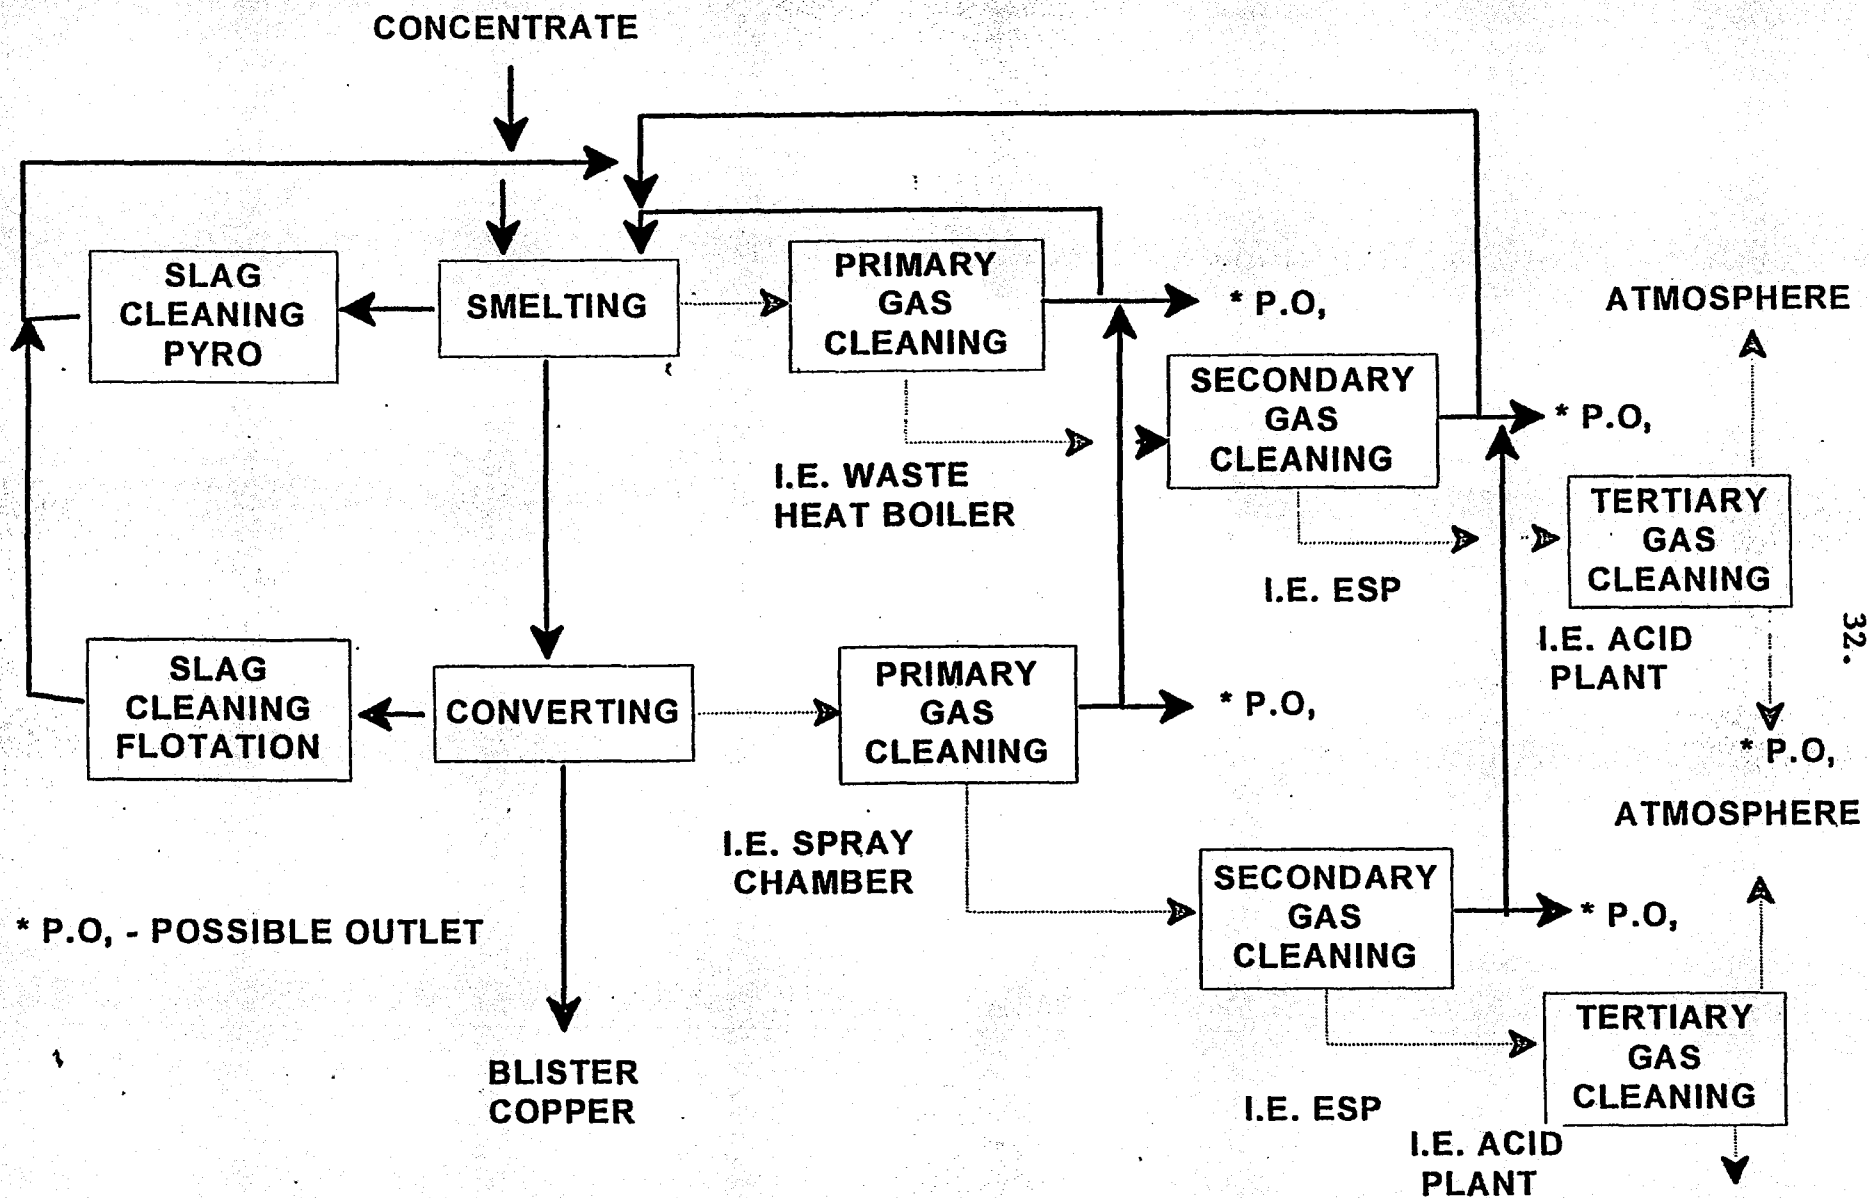 CONCENTRATE
SLAG
CLEANING
PYRO
SMELTING
PRIMARY
GAS
CLEANING
* P.O,
ATMOSPHERE
SECONDARY
GAS
CLEANING
* P.O,
I.E. WASTE
HEAT BOILER
TERTIARY
GAS
CLEANING
I.E. ESP
I.E. ACID
PLANT
32.
SLAG
CLEANING
FLOTATION
CONVERTING
PRIMARY
GAS
CLEANING
* P.O,
* P.O,
ATMOSPHERE
I.E. SPRAY
CHAMBER
SECONDARY
GAS
CLEANING
* P.O,
* P.O, - POSSIBLE OUTLET
BLISTER
COPPER
TERTIARY
GAS
CLEANING
I.E. ESP
I.E. ACID
PLANT